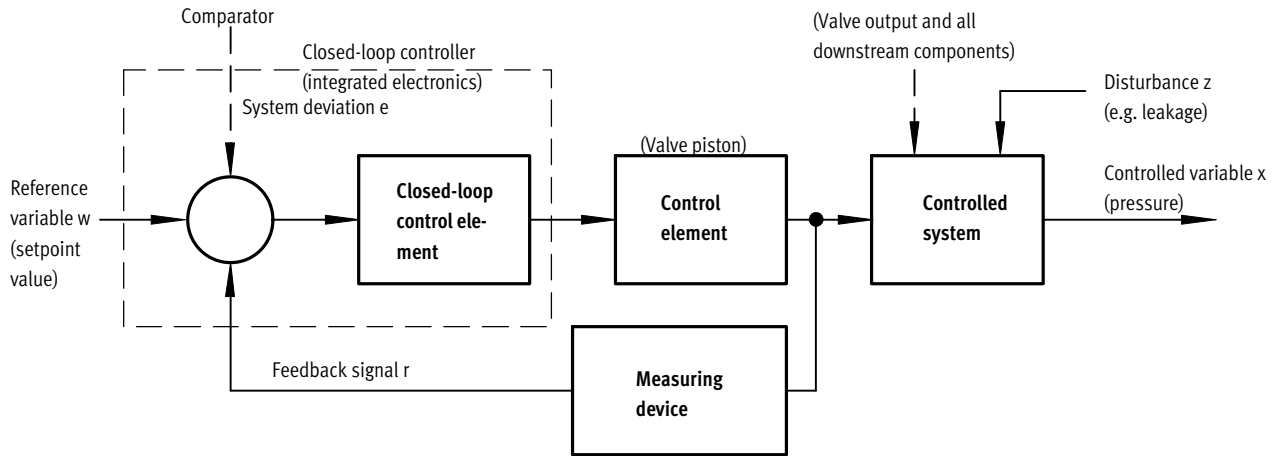 Comparator
Closed-loop controller
(integrated electronics)
System deviation e
(Valve output and all
downstream components)
Disturbance z
(e.g. leakage)
Reference
variable w
(setpoint
value)
Closed-loop
control ele-
ment
(Valve piston)
Control
element
Controlled
system
Controlled variable x
(pressure)
Feedback signal r
Measuring
device